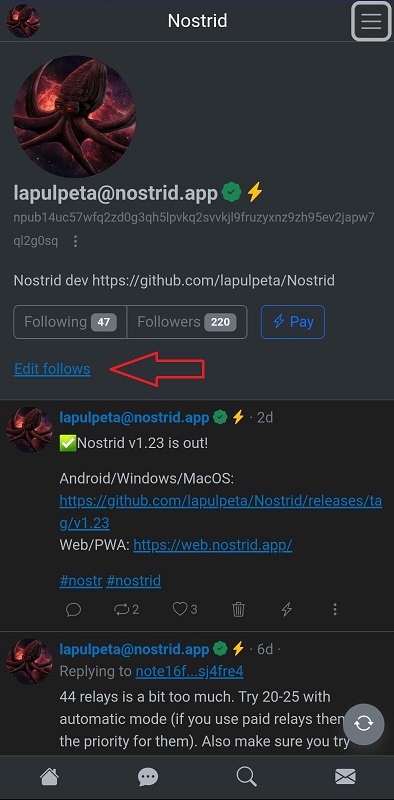 Nostrid
lapulpeta@nostrid.app
npub14uc57wfq2zd0g3qh5lpvkq2svvkjl9fruzyxnz9zh95ev2japw7
ql2g0sq
Nostrid dev https://github.com/lapulpeta/Nostrid
Following 47 Followers 220 Pay
Edit follows
lapulpeta@nostrid.app · 2d
✅Nostrid v1.23 is out!
Android/Windows/MacOS:
https://github.com/lapulpeta/Nostrid/releases/ta
g/v1.23
Web/PWA: https://web.nostrid.app/
#nostr #nostrid
2 3
lapulpeta@nostrid.app · 6d ·
Replying to note16f...sj4fre4
44 relays is a bit too much. Try 20-25 with
automatic mode (if you use paid relays then
the priority for them). Also make sure you try